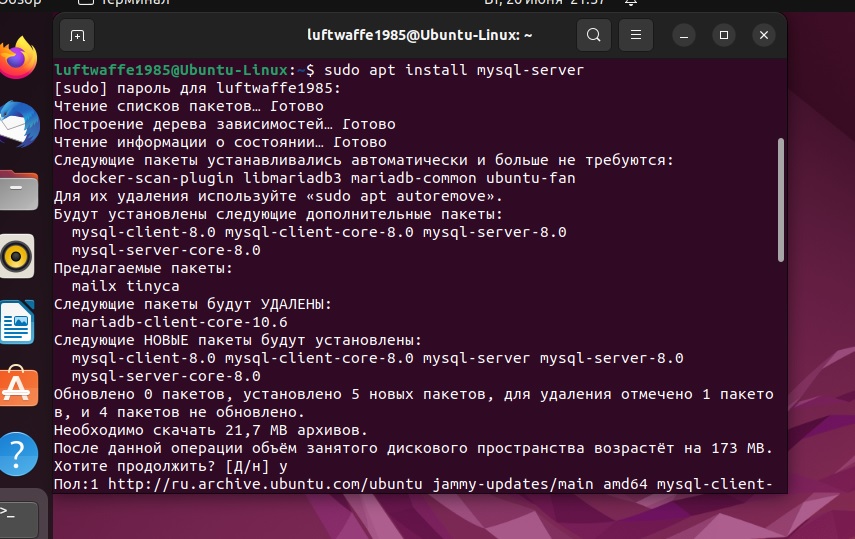 Терминал
luftwaffe1985@Ubuntu-Linux: ~
luftwaffe1985@Ubuntu-Linux:~$ sudo apt install mysql-server
[sudo] пароль для luftwaffe1985:
Чтение списков пакетов… Готово
Построение дерева зависимостей… Готово
Чтение информации о состоянии… Готово
Следующие пакеты устанавливались автоматически и больше не требуются:
docker-scan-plugin libmariadb3 mariadb-common ubuntu-fan
Для их удаления используйте «sudo apt autoremove».
Будут установлены следующие дополнительные пакеты:
mysql-client-8.0 mysql-client-core-8.0 mysql-server-8.0
mysql-server-core-8.0
Предлагаемые пакеты:
mailx tinyca
Следующие пакеты будут УДАЛЕНЫ:
mariadb-client-core-10.6
Следующие НОВЫЕ пакеты будут установлены:
mysql-client-8.0 mysql-client-core-8.0 mysql-server mysql-server-8.0
mysql-server-core-8.0
Обновлено 0 пакетов, установлено 5 новых пакетов, для удаления отмечено 1 пакето
в, и 4 пакетов не обновлено.
Необходимо скачать 21,7 MB архивов.
После данной операции объём занятого дискового пространства возрастёт на 173 MB.
Хотите продолжить? [Д/н] y
Пол:1 http://ru.archive.ubuntu.com/ubuntu jammy-updates/main amd64 mysql-client-